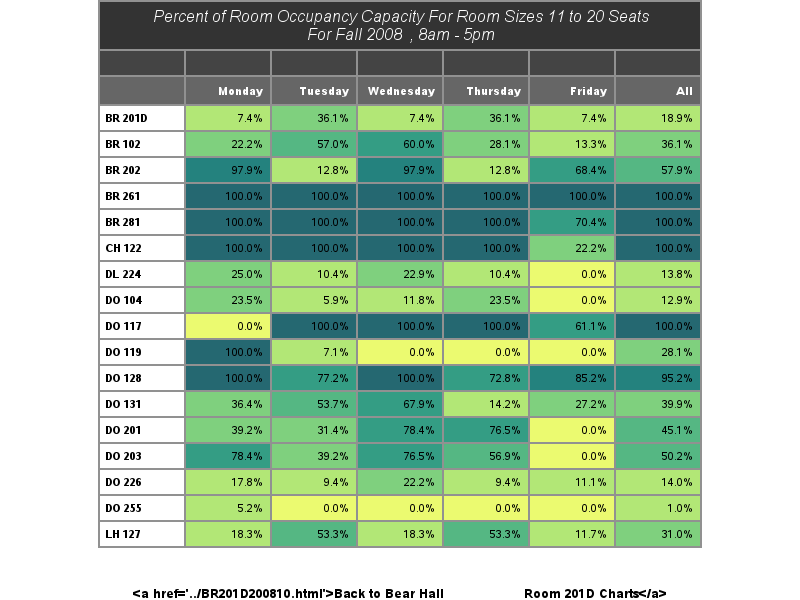 Percent of Room Occupancy Capacity For Room Sizes 11 to 20 Seats
For Fall 2008 , 8am - 5pm
Monday Tuesday Wednesday Thursday Friday All
BR 201D 7.4% 36.1% 7.4% 36.1% 7.4% 18.9%
BR 102 22.2% 57.0% 60.0% 28.1% 13.3% 36.1%
BR 202 97.9% 12.8% 97.9% 12.8% 68.4% 57.9%
BR 261 100.0% 100.0% 100.0% 100.0% 100.0% 100.0%
BR 281 100.0% 100.0% 100.0% 100.0% 70.4% 100.0%
CH 122 100.0% 100.0% 100.0% 100.0% 22.2% 100.0%
DL 224 25.0% 10.4% 22.9% 10.4% 0.0% 13.8%
DO 104 23.5% 5.9% 11.8% 23.5% 0.0% 12.9%
DO 117 0.0% 100.0% 100.0% 100.0% 61.1% 100.0%
DO 119 100.0% 7.1% 0.0% 0.0% 0.0% 28.1%
DO 128 100.0% 77.2% 100.0% 72.8% 85.2% 95.2%
DO 131 36.4% 53.7% 67.9% 14.2% 27.2% 39.9%
DO 201 39.2% 31.4% 78.4% 76.5% 0.0% 45.1%
DO 203 78.4% 39.2% 76.5% 56.9% 0.0% 50.2%
DO 226 17.8% 9.4% 22.2% 9.4% 11.1% 14.0%
DO 255 5.2% 0.0% 0.0% 0.0% 0.0% 1.0%
LH 127 18.3% 53.3% 18.3% 53.3% 11.7% 31.0%
<a href='../BR201D200810.html'>Back to Bear Hall Room 201D Charts</a>